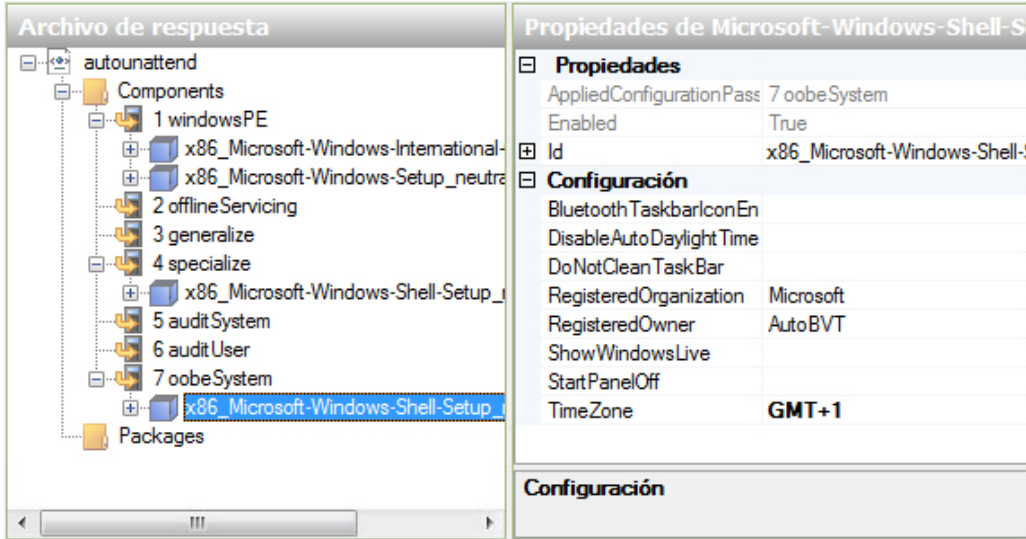 Archivo de respuesta
autounattend
Components
1 windowsPE
x86_Microsoft-Windows-International-
x86_Microsoft-Windows-Setup_neutra
2 offlineServicing
3 generalize
4 specialize
x86_Microsoft-Windows-Shell-Setup_
5 auditSystem
6 auditUser
7 oobeSystem
x86_Microsoft-Windows-Shell-Setup_
Packages
Propiedades de Microsoft-Windows-Shell-S
Propiedades
AppliedConfigurationPass 7 oobeSystem
Enabled True
Id x86_Microsoft-Windows-Shell-
Configuración
BluetoothTaskbarIconEn
DisableAutoDaylightTime
DoNotCleanTaskBar
RegisteredOrganization Microsoft
RegisteredOwner AutoBVT
ShowWindowsLive
StartPanelOff
TimeZone GMT+1
Configuración